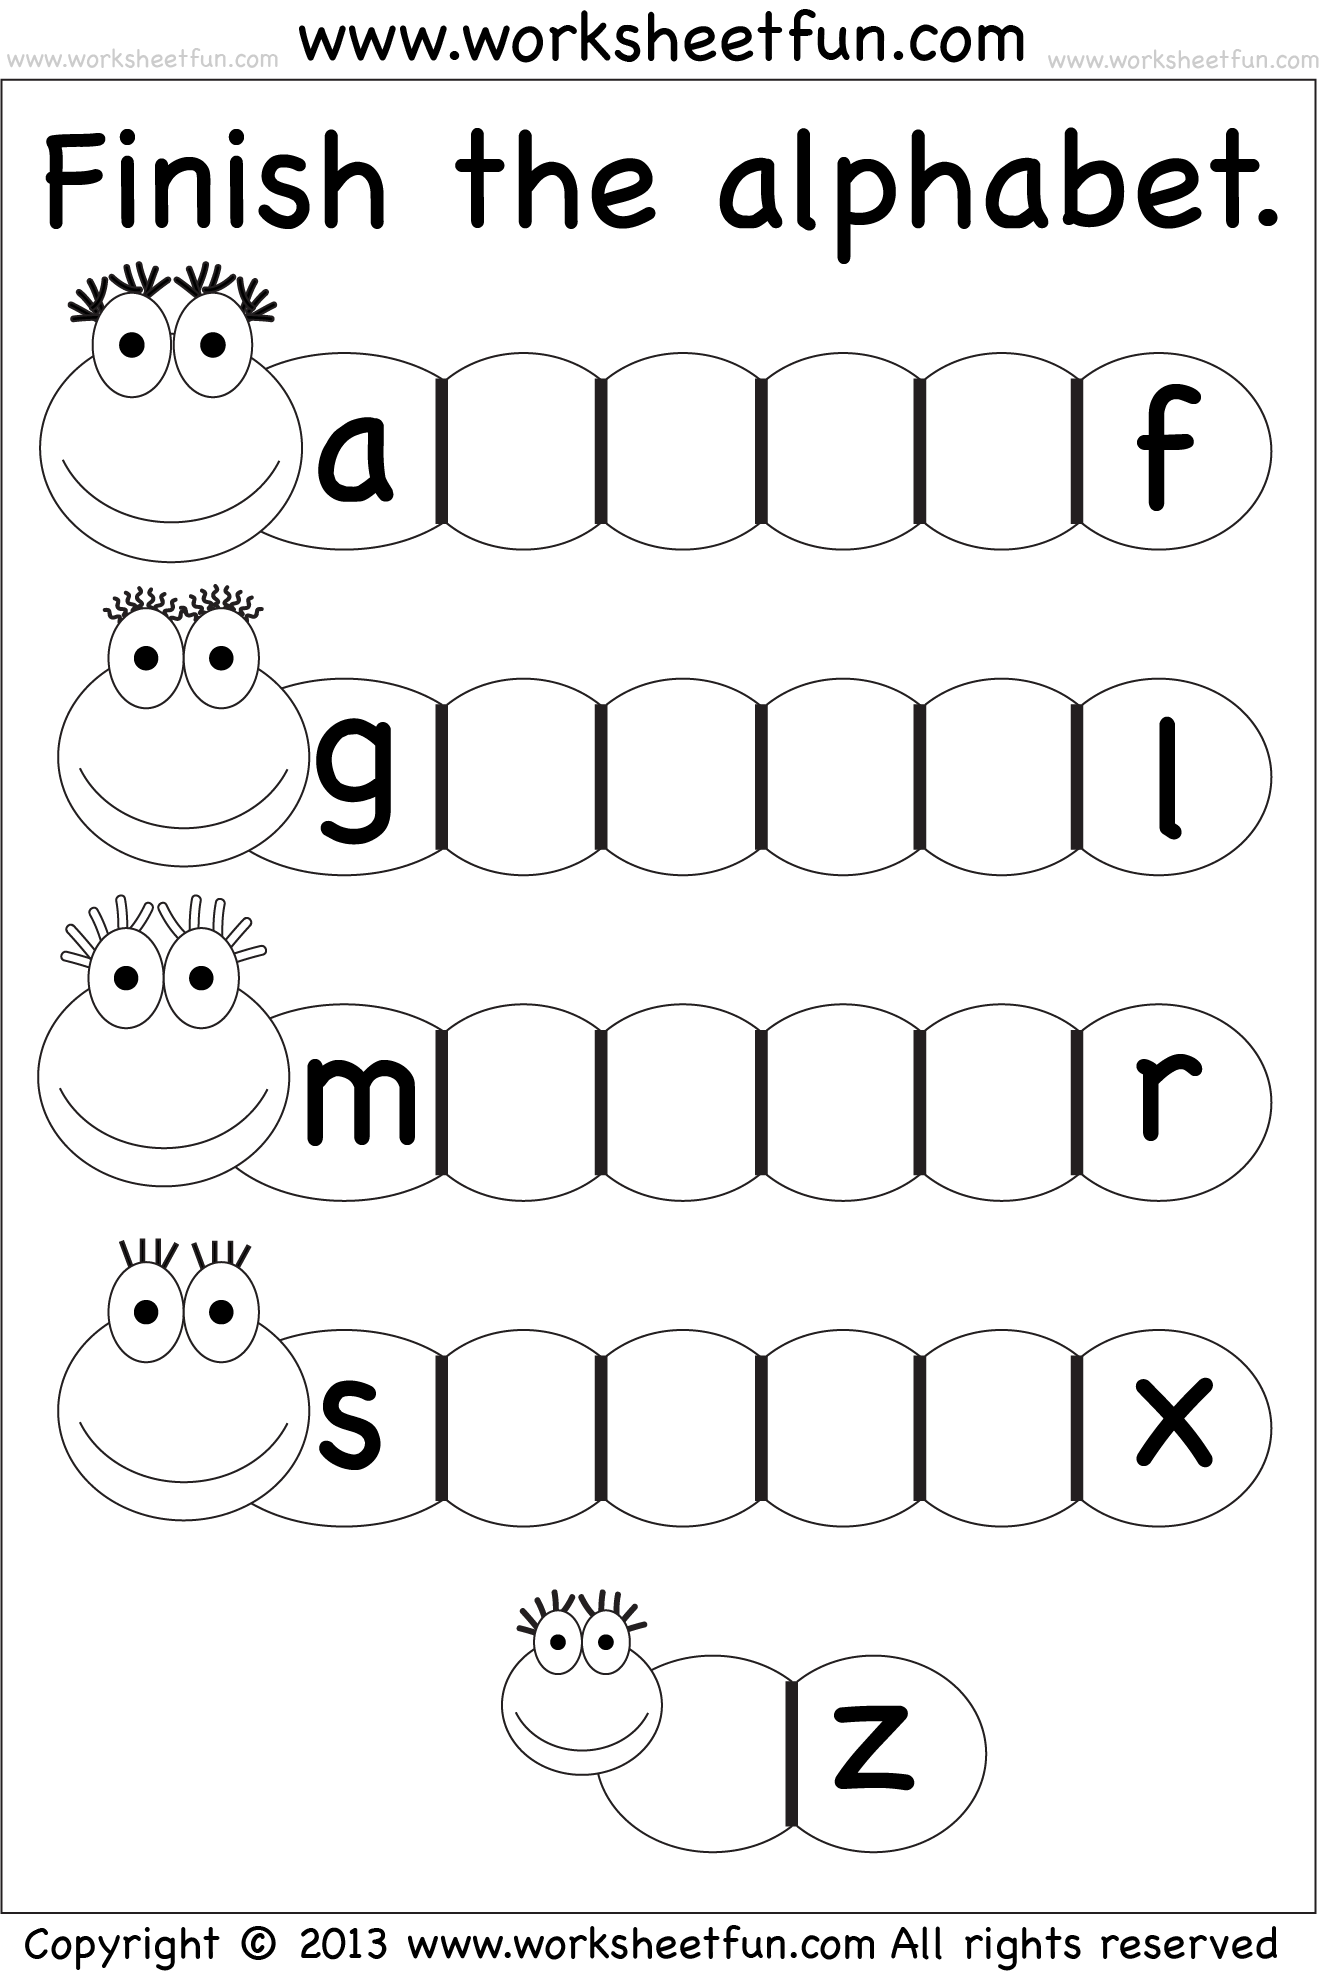 www.worksheetfun.com
www.worksheetfun.com
www.worksheetfun.com
Finish the alphabet.
a f
g l
m r
s x
z
Copyright © 2013 www.worksheetfun.com All rights reserved